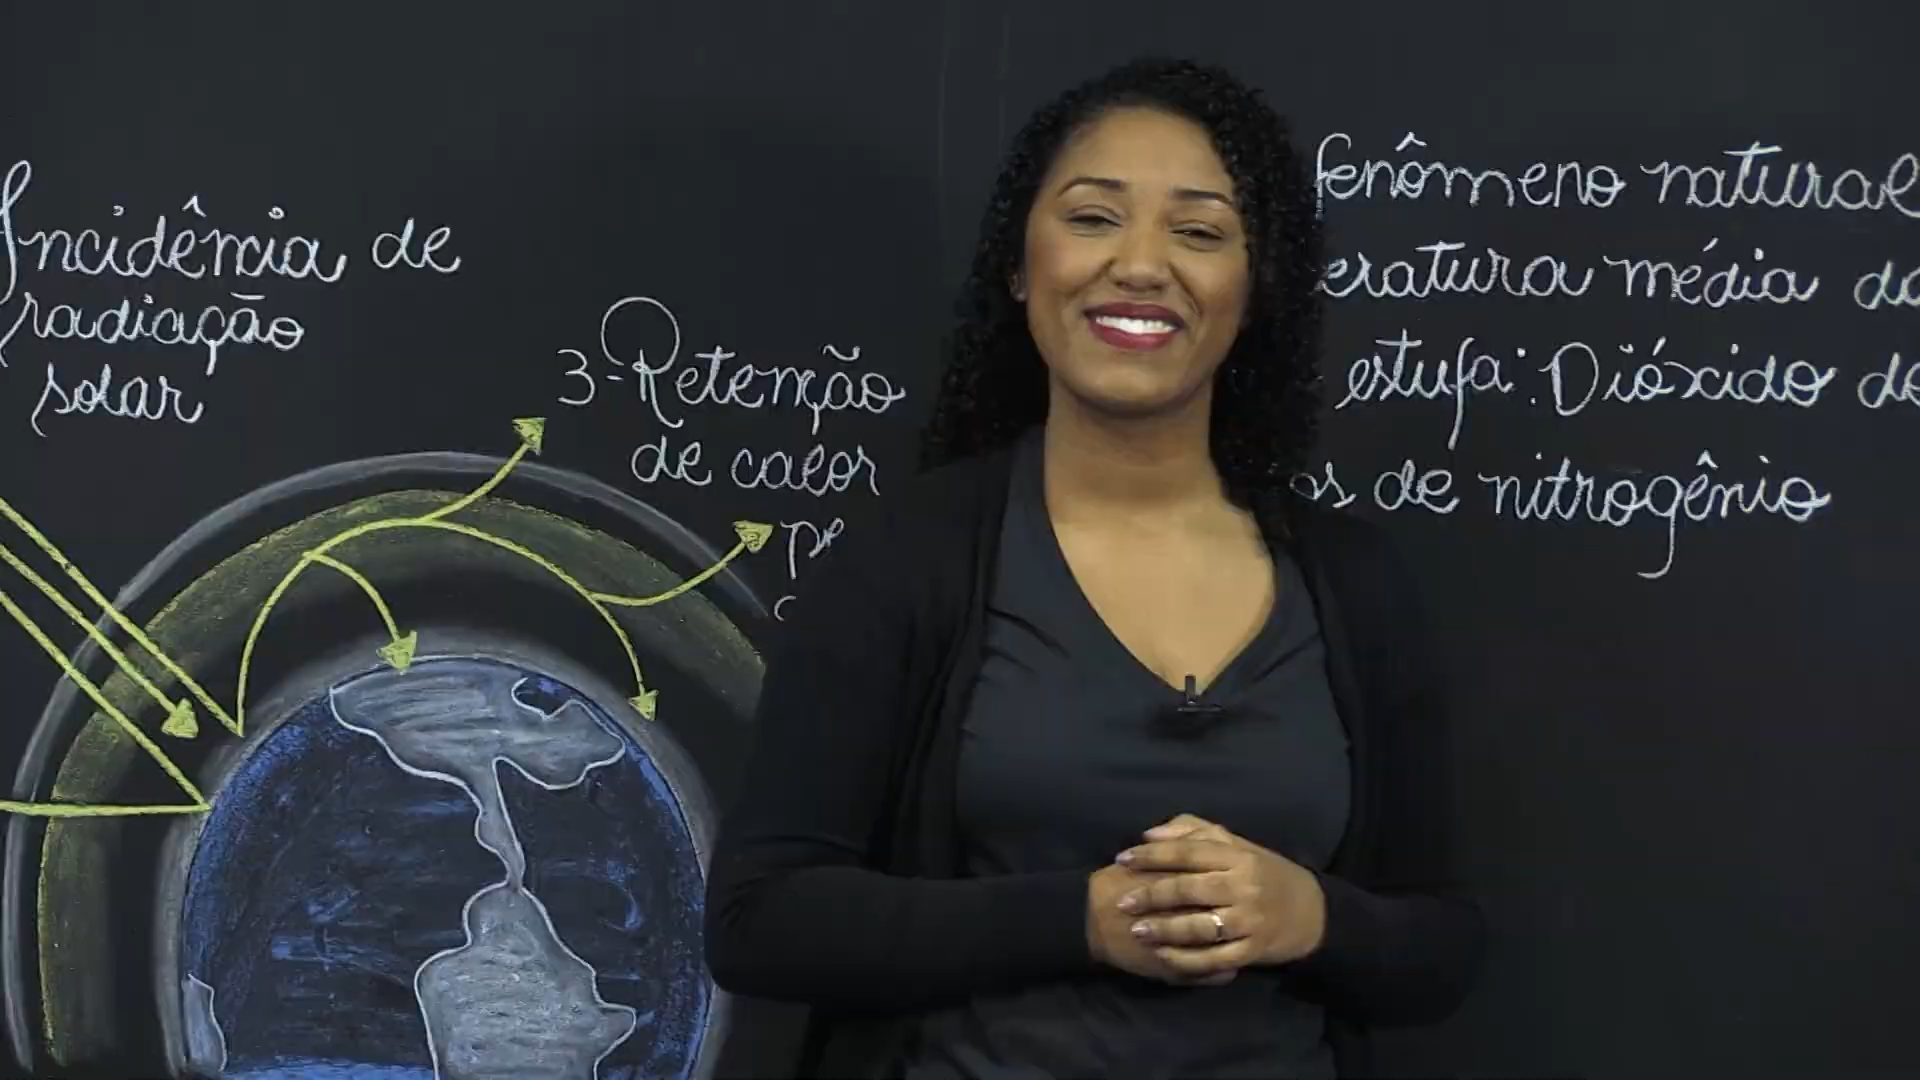 Incidência de
radiação
solar
3-Retenção
de calor
fenômeno natural
eratura média da
estufa: Dióxido de
os de nitrogênio